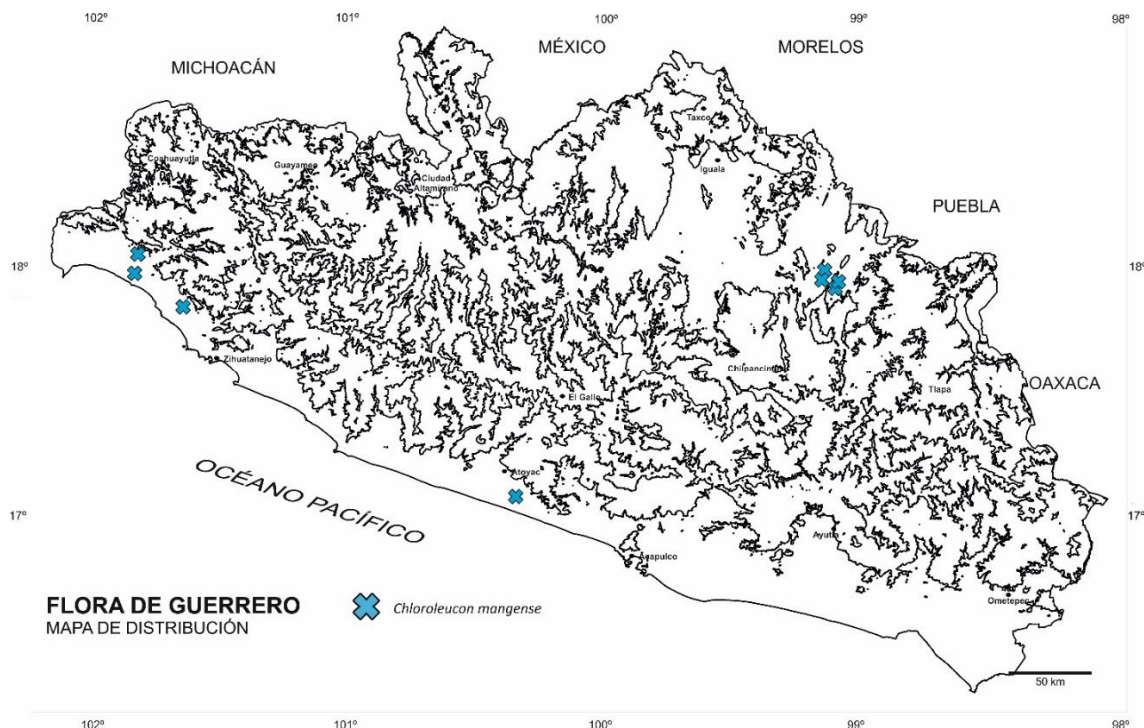 102º 101º 100º 99º 98º
MICHOACÁN
MÉXICO
MORELOS
Taxco
Coahuayutla
Guayameo
Ciudad
Altamirano
Iguala
PUEBLA
18º 18º
Zihuatanejo
Chilpancingo
Tlapa
OAXACA
El Gallo
Atoyac
OCÉANO PACÍFICO
17º 17º
Ayutla
Acapulco
Ometepec
FLORA DE GUERRERO
MAPA DE DISTRIBUCIÓN
Chloroleucon mangense
50 km
102º 101º 100º 99º 98º